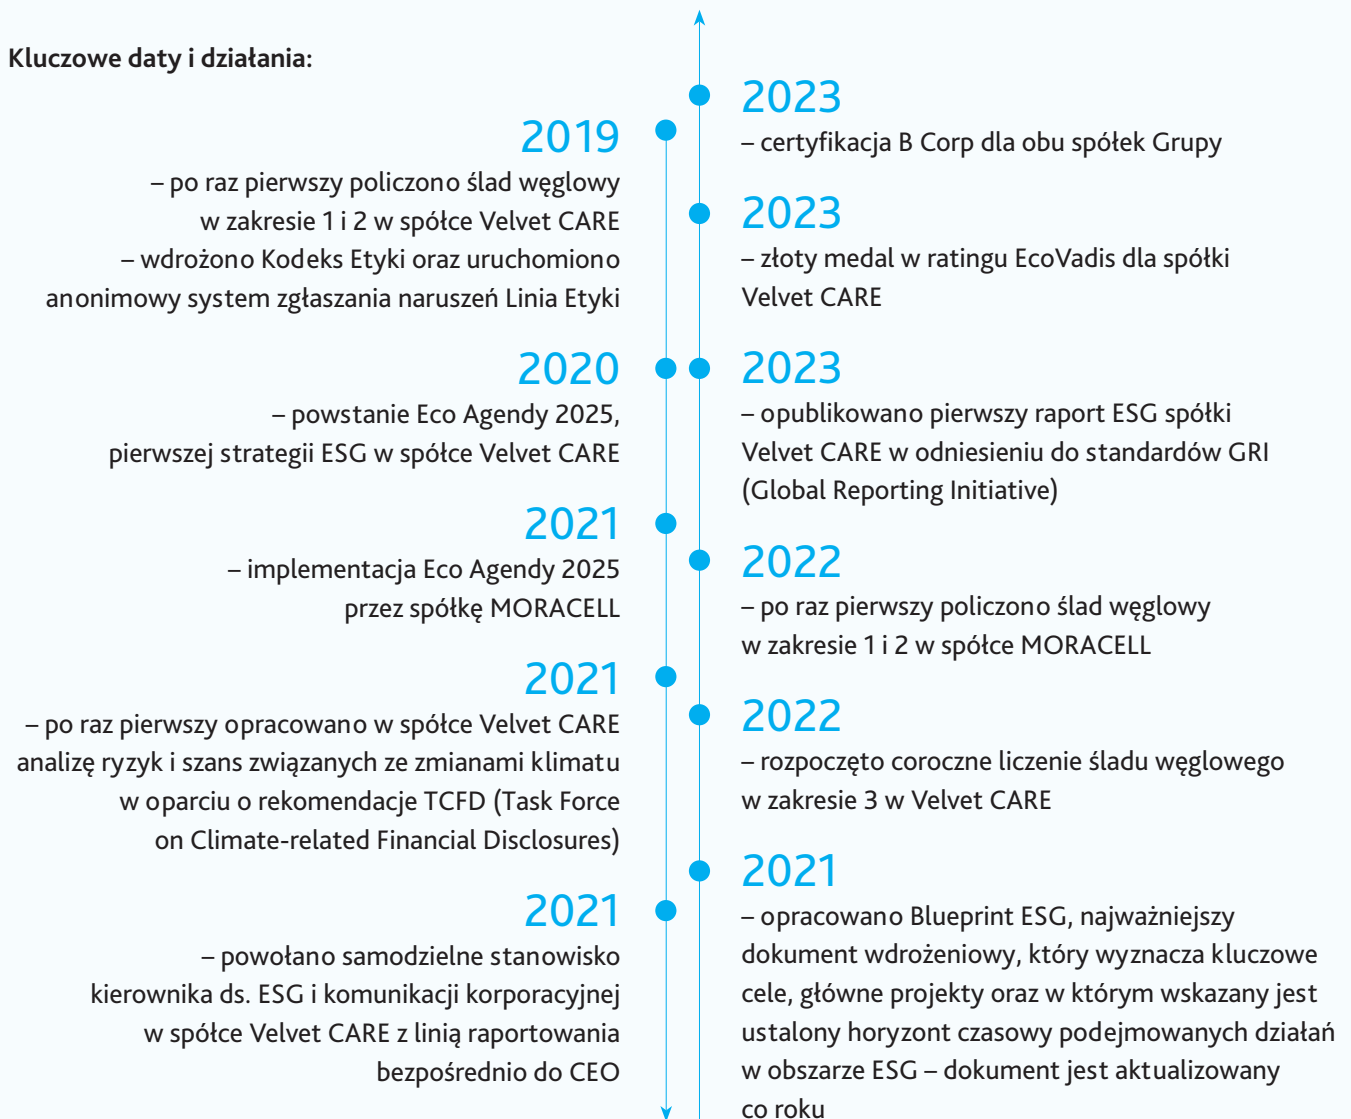 Kluczowe daty i działania:
2019
– po raz pierwszy policzono ślad węglowy
w zakresie 1 i 2 w spółce Velvet CARE
– wdrożono Kodeks Etyki oraz uruchomiono
anonimowy system zgłaszania naruszeń Linia Etyki
2020
– powstanie Eco Agendy 2025,
pierwszej strategii ESG w spółce Velvet CARE
2021
– implementacja Eco Agendy 2025
przez spółkę MORACELL
2021
– po raz pierwszy opracowano w spółce Velvet CARE
analizę ryzyk i szans związanych ze zmianami klimatu
w oparciu o rekomendacje TCFD (Task Force
on Climate-related Financial Disclosures)
2021
– powołano samodzielne stanowisko
kierownika ds. ESG i komunikacji korporacyjnej
w spółce Velvet CARE z linią raportowania
bezpośrednio do CEO
2023
– certyfikacja B Corp dla obu spółek Grupy
2023
– złoty medal w ratingu EcoVadis dla spółki
Velvet CARE
2023
– opublikowano pierwszy raport ESG spółki
Velvet CARE w odniesieniu do standardów GRI
(Global Reporting Initiative)
2022
– po raz pierwszy policzono ślad węglowy
w zakresie 1 i 2 w spółce MORACELL
2022
– rozpoczęto coroczne liczenie śladu węglowego
w zakresie 3 w Velvet CARE
2021
– opracowano Blueprint ESG, najważniejszy
dokument wdrożeniowy, który wyznacza kluczowe
cele, główne projekty oraz w którym wskazany jest
ustalony horyzont czasowy podejmowanych działań
w obszarze ESG – dokument jest aktualizowany
co roku